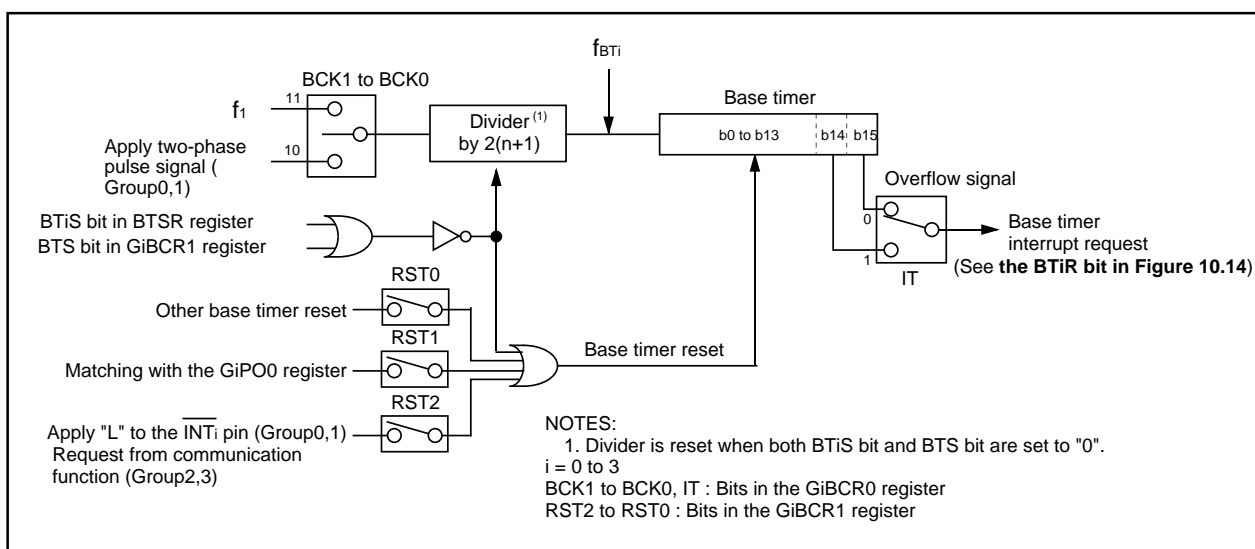 fBTi
BCK1 to BCK0
11
f1
10
Apply two-phase
pulse signal (
Group0,1)
Divider (1)
by 2(n+1)
Base timer
b0 to b13
b14
b15
Overflow signal
0
1
IT
Base timer
interrupt request
(See the BTiR bit in Figure 10.14)
BTiS bit in BTSR register
BTS bit in GiBCR1 register
RST0
Other base timer reset
RST1
Matching with the GiPO0 register
Base timer reset
RST2
Apply "L" to the INTi pin (Group0,1)
Request from communication
function (Group2,3)
NOTES:
1. Divider is reset when both BTiS bit and BTS bit are set to "0".
i = 0 to 3
BCK1 to BCK0, IT : Bits in the GiBCR0 register
RST2 to RST0 : Bits in the GiBCR1 register